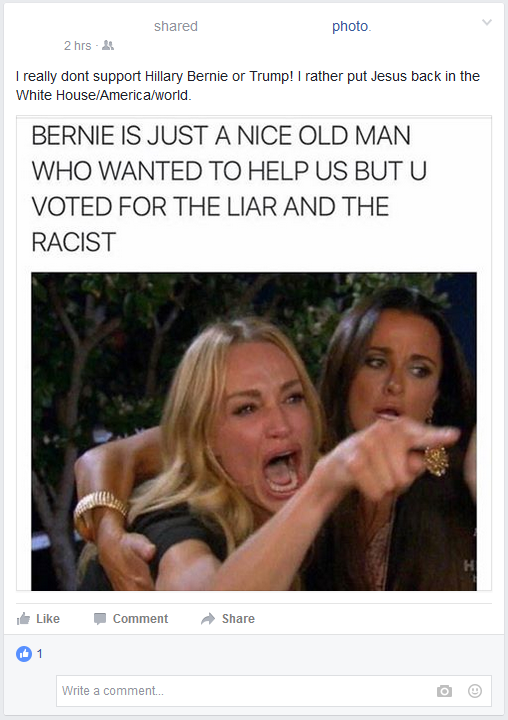 shared photo.
2 hrs ·
I really dont support Hillary Bernie or Trump! I rather put Jesus back in the
White House/America/world.
BERNIE IS JUST A NICE OLD MAN
WHO WANTED TO HELP US BUT U
VOTED FOR THE LIAR AND THE
RACIST
Like Comment Share
1
Write a comment...